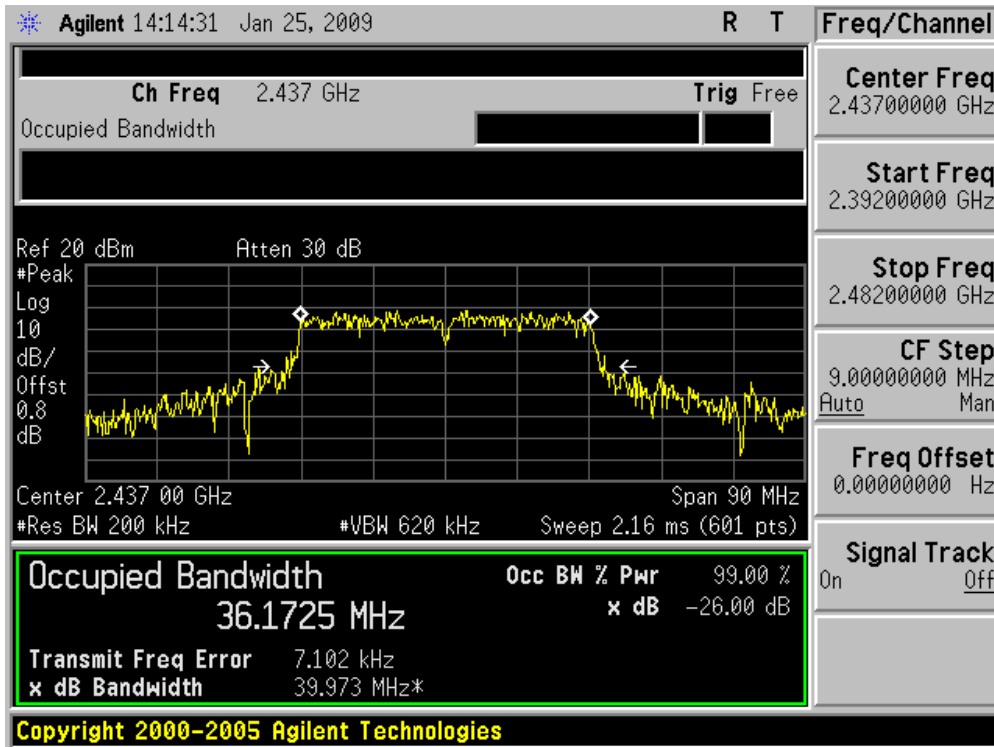 Agilent 14:14:31 Jan 25, 2009 R T
Freq/Channel
Ch Freq 2.437 GHz Trig Free
Occupied Bandwidth
Center Freq
2.43700000 GHz
Start Freq
2.39200000 GHz
Stop Freq
2.48200000 GHz
CF Step
9.00000000 MHz
Auto Man
Freq Offset
0.00000000 Hz
Signal Track
On Off
Ref 20 dBm Atten 30 dB
#Peak
Log
10
dB/
Offst
0.8
dB
Center 2.437 00 GHz Span 90 MHz
#Res BW 200 kHz #VBW 620 kHz Sweep 2.16 ms (601 pts)
Occupied Bandwidth Occ BW % Pwr 99.00 %
36.1725 MHz x dB -26.00 dB
Transmit Freq Error 7.102 kHz
x dB Bandwidth 39.973 MHz*
Copyright 2000-2005 Agilent Technologies